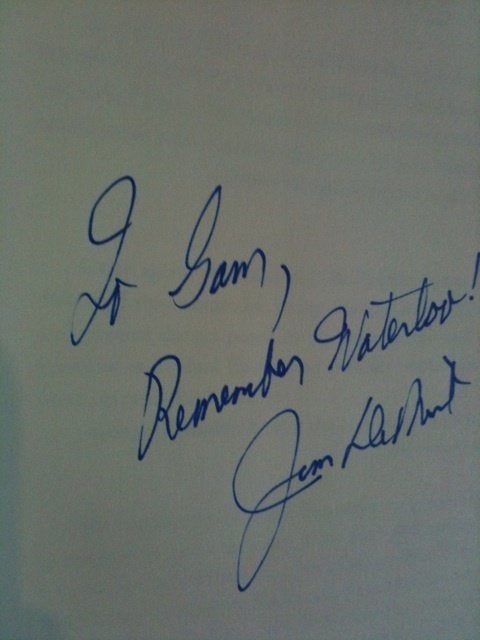 To Sam,
Remember Waterloo!
Jim